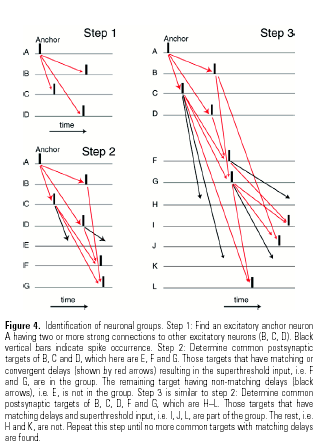 Step 1
Anchor
A
B
C
D
time
Step 2
Anchor
A
B
C
D
E
F
G
time
Step 3
Anchor
A
B
C
D
F
G
H
I
J
K
L
time
Figure 4. Identification of neuronal groups. Step 1: Find an excitatory anchor neuron
A having two or more strong connections to other excitatory neurons (B, C, D). Black
vertical bars indicate spike occurrence. Step 2: Determine common postsynaptic
targets of B, C and D, which here are E, F and G. Those targets that have matching or
convergent delays (shown by red arrows) resulting in the superthreshold input, i.e. F
and G, are in the group. The remaining target having non-matching delays (black
arrows), i.e. E, is not in the group. Step 3 is similar to step 2: Determine common
postsynaptic targets of B, C, D, F and G, which are H–L. Those targets that have
matching delays and superthreshold input, i.e. I, J, L, are part of the group. The rest, i.e.
H and K, are not. Repeat this step until no more common targets with matching delays
are found.